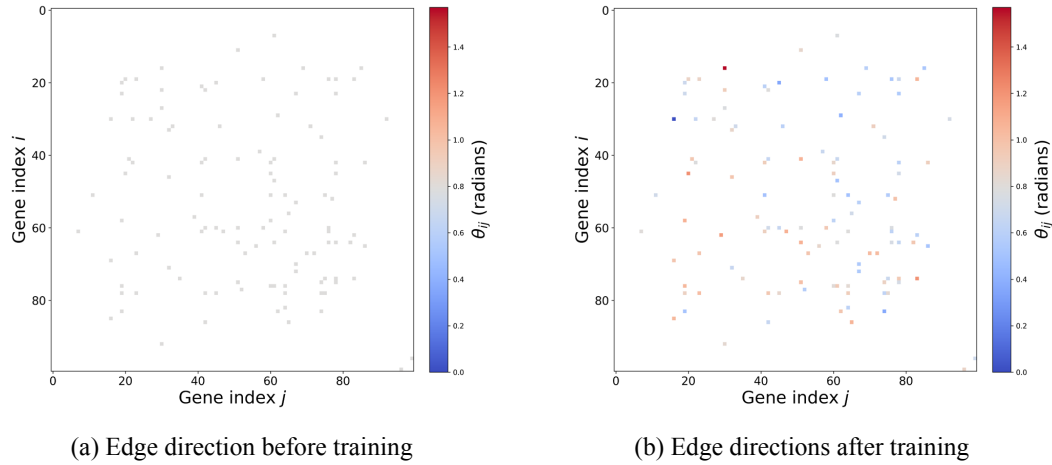 0
20
40
60
80
Gene index i
0 20 40 60 80
Gene index j
1.4
1.2
1.0
0.8
0.6
0.4
0.2
0.0
θij (radians)
(a) Edge direction before training
0
20
40
60
80
Gene index i
0 20 40 60 80
Gene index j
1.4
1.2
1.0
0.8
0.6
0.4
0.2
0.0
θij (radians)
(b) Edge directions after training